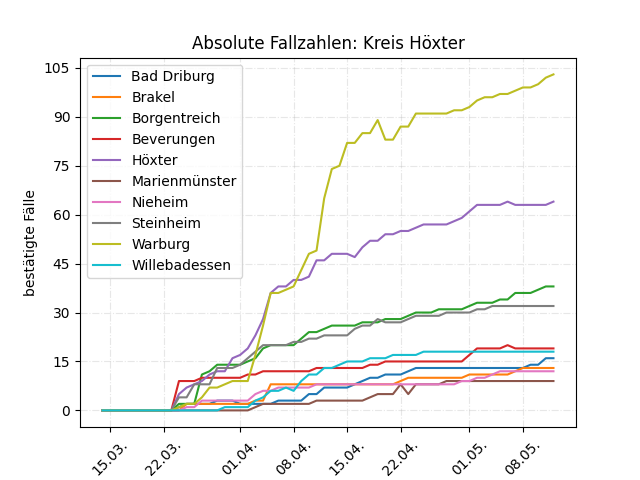 Absolute Fallzahlen: Kreis Höxter
bestätigte Fälle
105
90
75
60
45
30
15
0
Bad Driburg
Brakel
Borgentreich
Beverungen
Höxter
Marienmünster
Nieheim
Steinheim
Warburg
Willebadessen
15.03.
22.03.
01.04.
08.04.
15.04.
22.04.
01.05.
08.05.